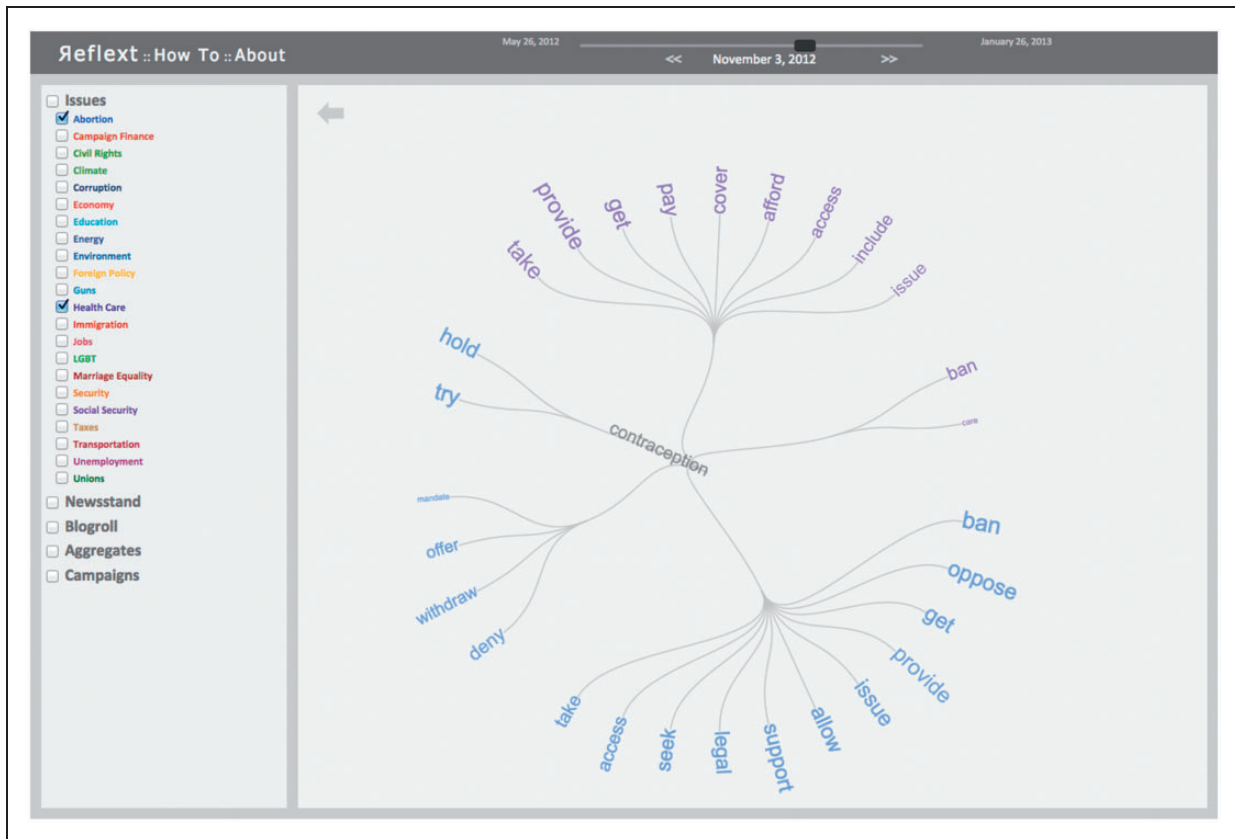 Яeflext :: How To :: About
May 26, 2012
January 26, 2013
<< November 3, 2012 >>
Issues
Abortion
Campaign Finance
Civil Rights
Climate
Corruption
Economy
Education
Energy
Environment
Foreign Policy
Guns
Health Care
Immigration
Jobs
LGBT
Marriage Equality
Security
Social Security
Taxes
Transportation
Unemployment
Unions
Newsstand
Blogroll
Aggregates
Campaigns
take
provide
get
pay
cover
afford
access
include
issue
hold
try
contraception
ban
care
mandate
offer
withdraw
deny
ban
oppose
get
provide
issue
allow
support
legal
seek
access
take